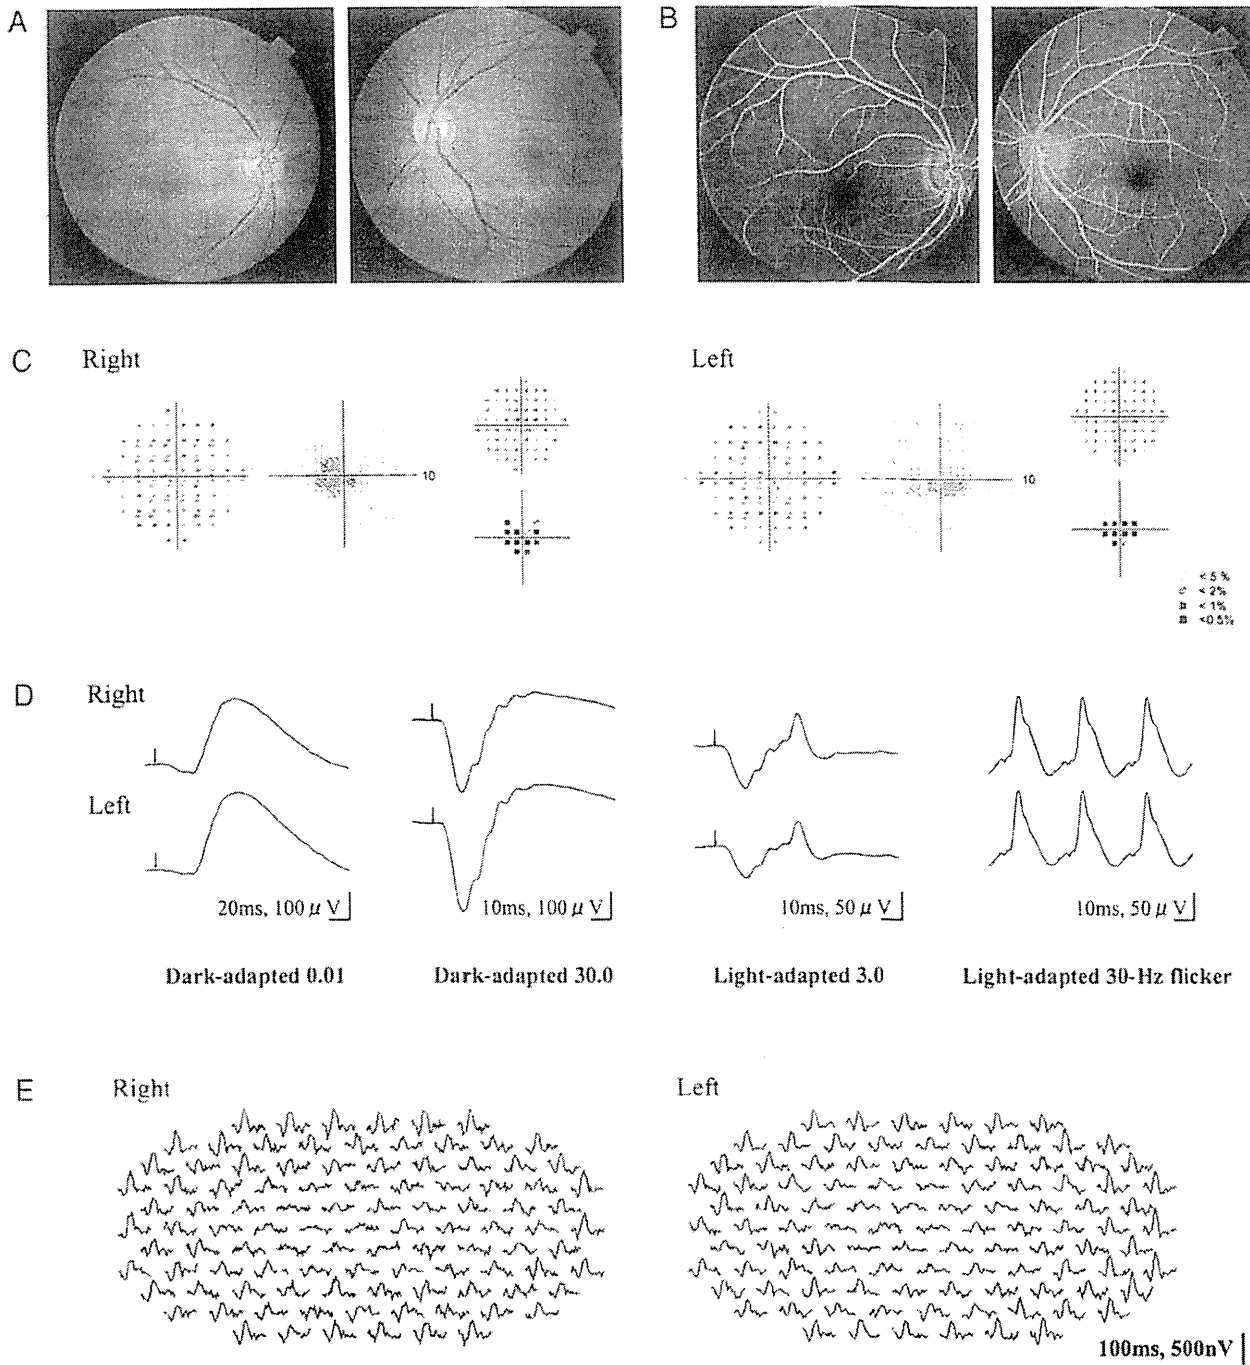 A
B
C
Right
Left
10
10
< 5 %
< 2%
< 1%
<0.5%
D
Right
Left
20ms, 100 μ V
10ms, 100 μ V
10ms, 50 μ V
10ms, 50 μ V
Dark-adapted 0.01
Dark-adapted 30.0
Light-adapted 3.0
Light-adapted 30-Hz flicker
E
Right
Left
100ms, 500nV